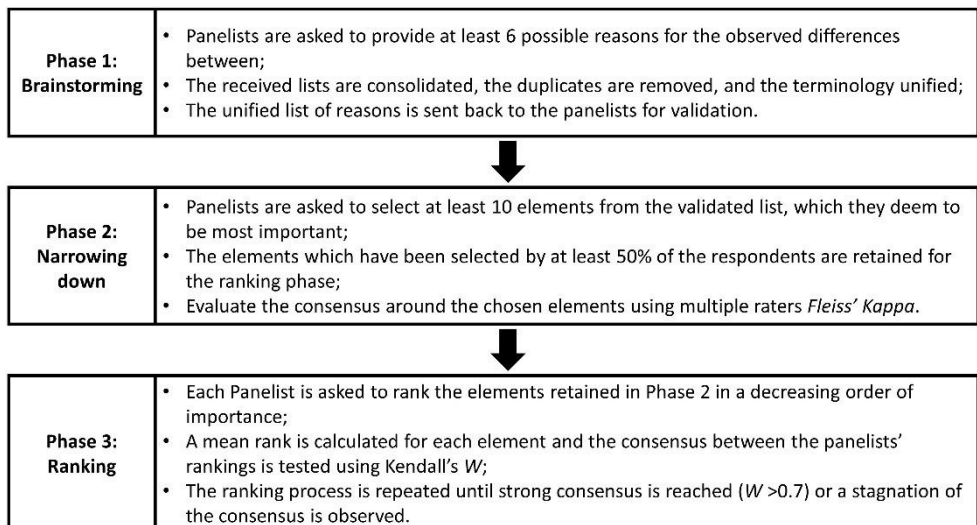 Phase 1:
Brainstorming
• Panelists are asked to provide at least 6 possible reasons for the observed differences
between;
• The received lists are consolidated, the duplicates are removed, and the terminology unified;
• The unified list of reasons is sent back to the panelists for validation.
Phase 2:
Narrowing
down
• Panelists are asked to select at least 10 elements from the validated list, which they deem to
be most important;
• The elements which have been selected by at least 50% of the respondents are retained for
the ranking phase;
• Evaluate the consensus around the chosen elements using multiple raters Fleiss’ Kappa.
Phase 3:
Ranking
• Each Panelist is asked to rank the elements retained in Phase 2 in a decreasing order of
importance;
• A mean rank is calculated for each element and the consensus between the panelists’
rankings is tested using Kendall’s W;
• The ranking process is repeated until strong consensus is reached (W >0.7) or a stagnation of
the consensus is observed.